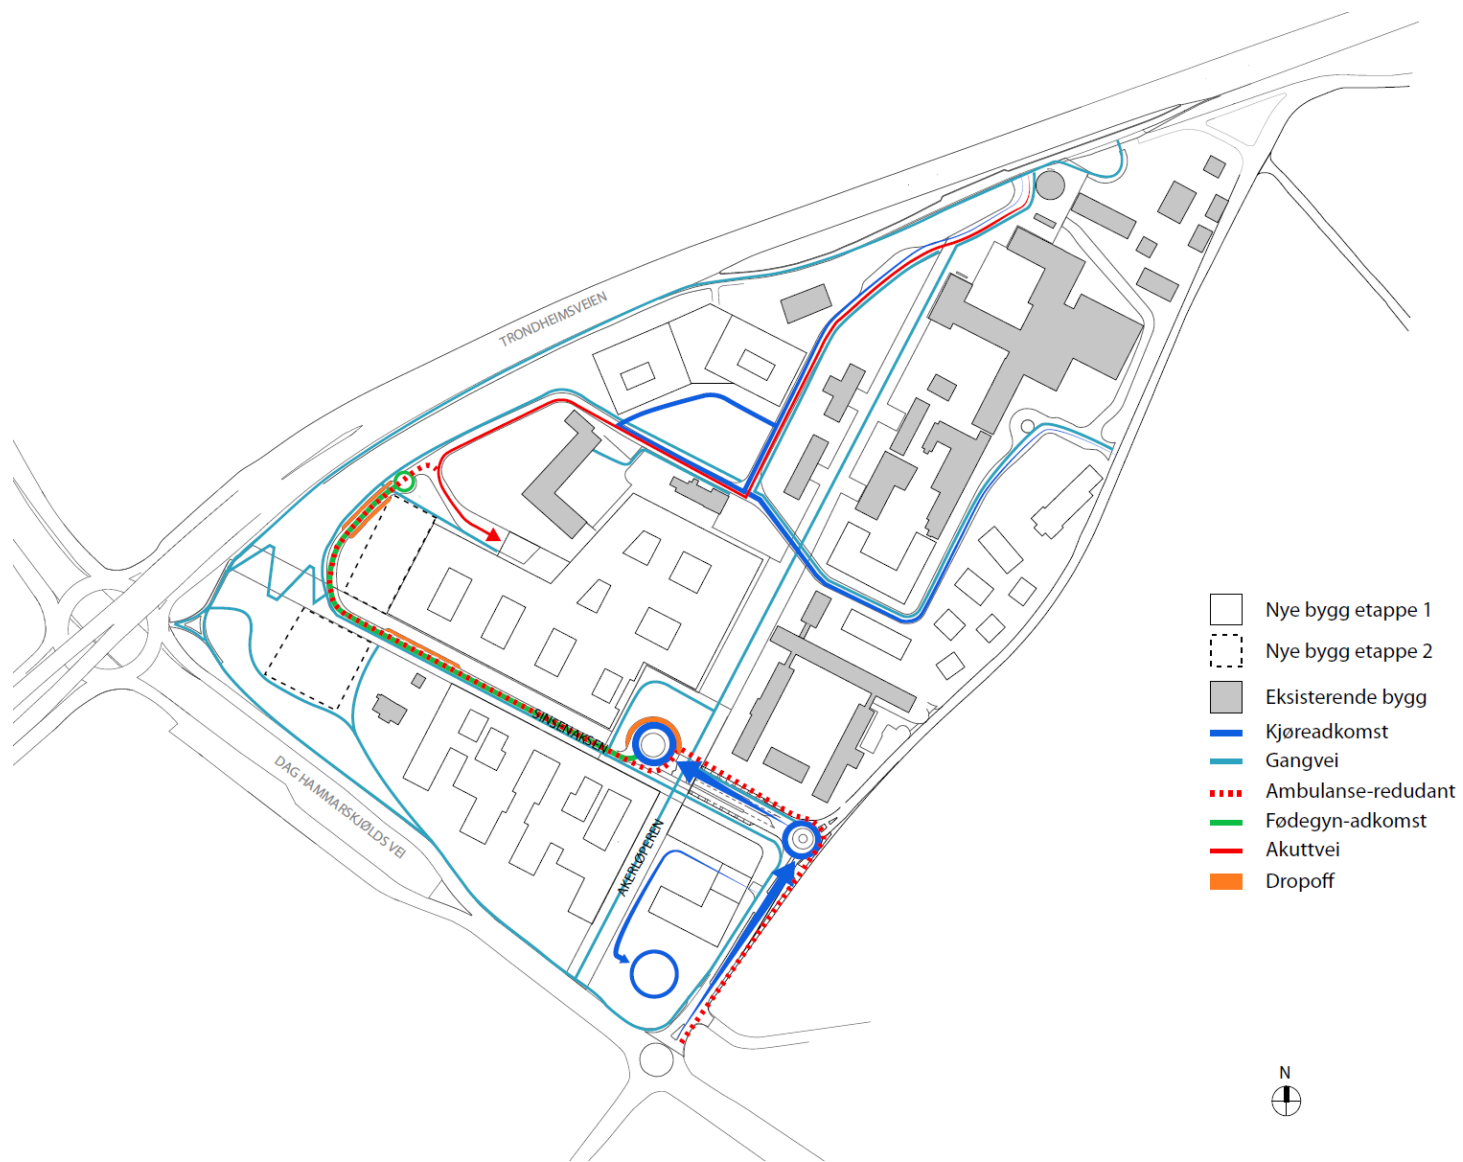 TRONDHEIMSVEIEN
SINSENAKSEN
DAG HAMMARSKJØLDS VEI
AKERLØPEREN
Nye bygg etappe 1
Nye bygg etappe 2
Eksisterende bygg
Kjøreadkomst
Gangvei
Ambulanse-redudant
Fødegyn-adkomst
Akuttvei
Dropoff
N